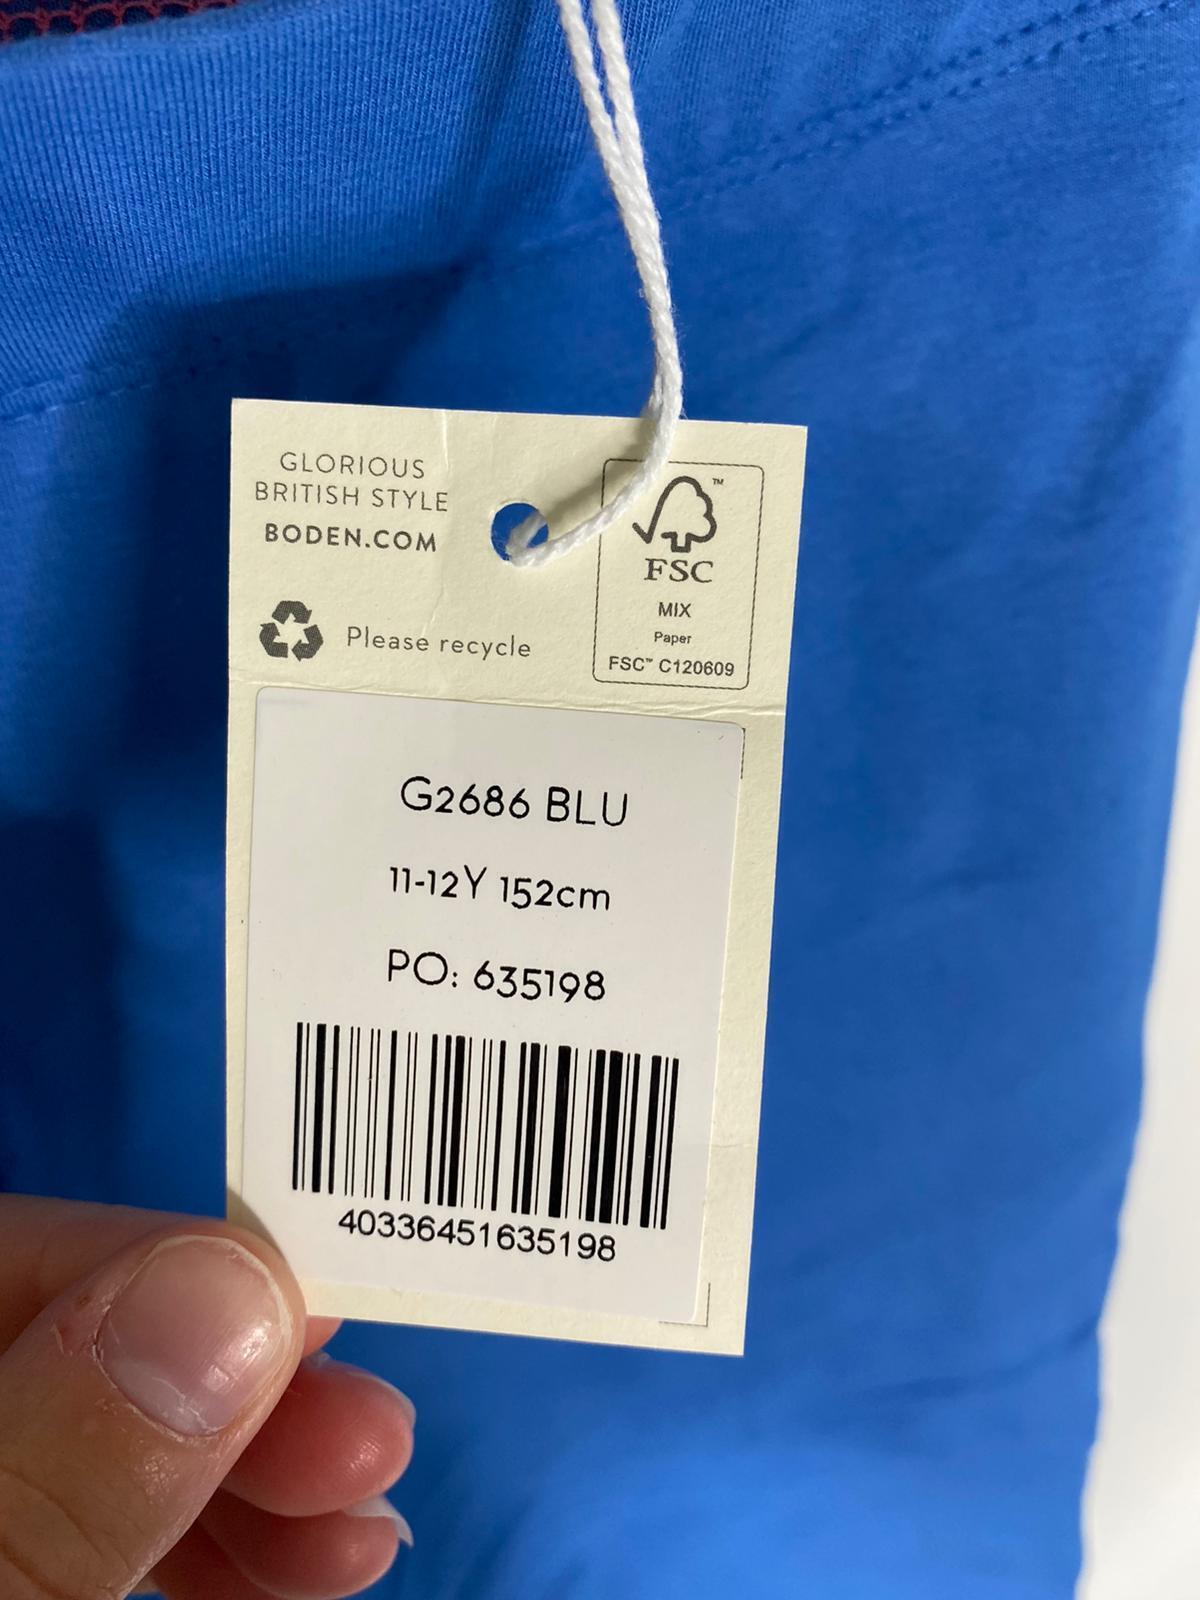 GLORIOUS
BRITISH STYLE
BODEN.COM
Please recycle
™
FSC
MIX
Paper
FSC™ C120609
G2686 BLU
11-12Y 152cm
PO: 635198
40336451635198